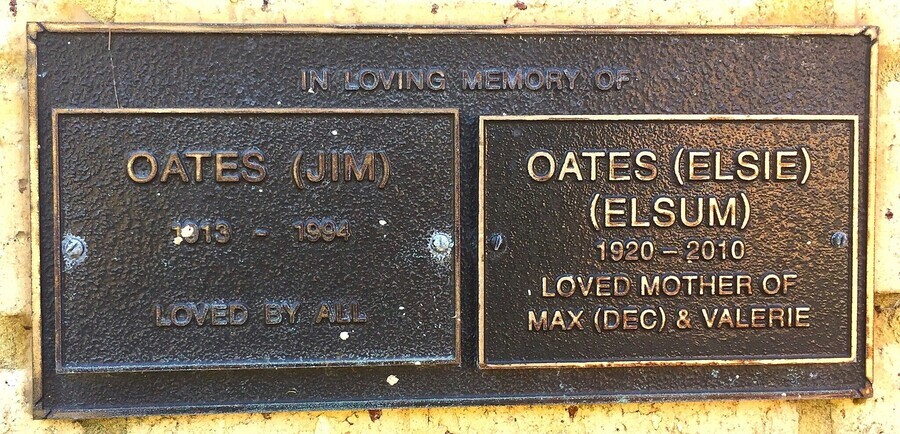 IN LOVING MEMORY OF
OATES (JIM)
1913 - 1994
LOVED BY ALL
OATES (ELSIE)
(ELSUM)
1920 - 2010
LOVED MOTHER OF
MAX (DEC) & VALERIE